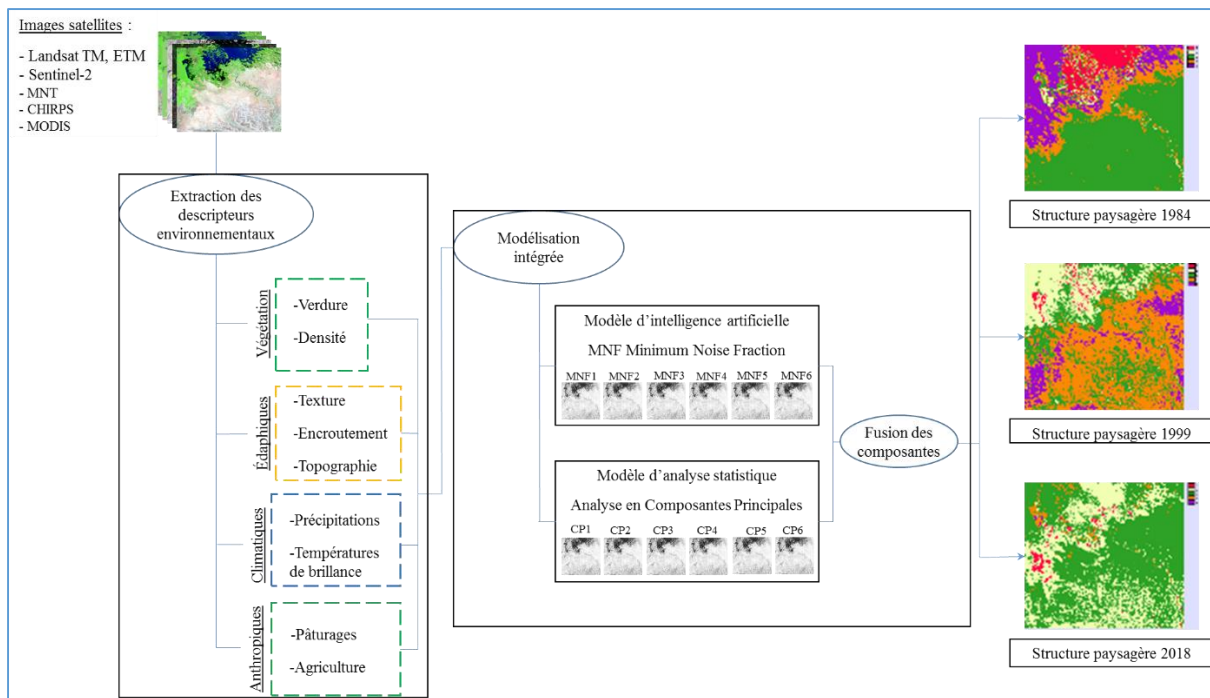 Images satellites :
- Landsat TM, ETM
- Sentinel-2
- MNT
- CHIRPS
- MODIS
Extraction des
descripteurs
environnementaux
Végétation
-Verdure
-Densité
Édaphiques
-Texture
-Encroutement
-Topographie
Climatiques
-Précipitations
-Températures
de brillance
Anthropiques
-Pâturages
-Agriculture
Modélisation
intégrée
Modèle d'intelligence artificielle
MNF Minimum Noise Fraction
MNF1 MNF2 MNF3 MNF4 MNF5 MNF6
Modèle d'analyse statistique
Analyse en Composantes Principales
CP1 CP2 CP3 CP4 CP5 CP6
Fusion des
composantes
Structure paysagère 1984
Structure paysagère 1999
Structure paysagère 2018